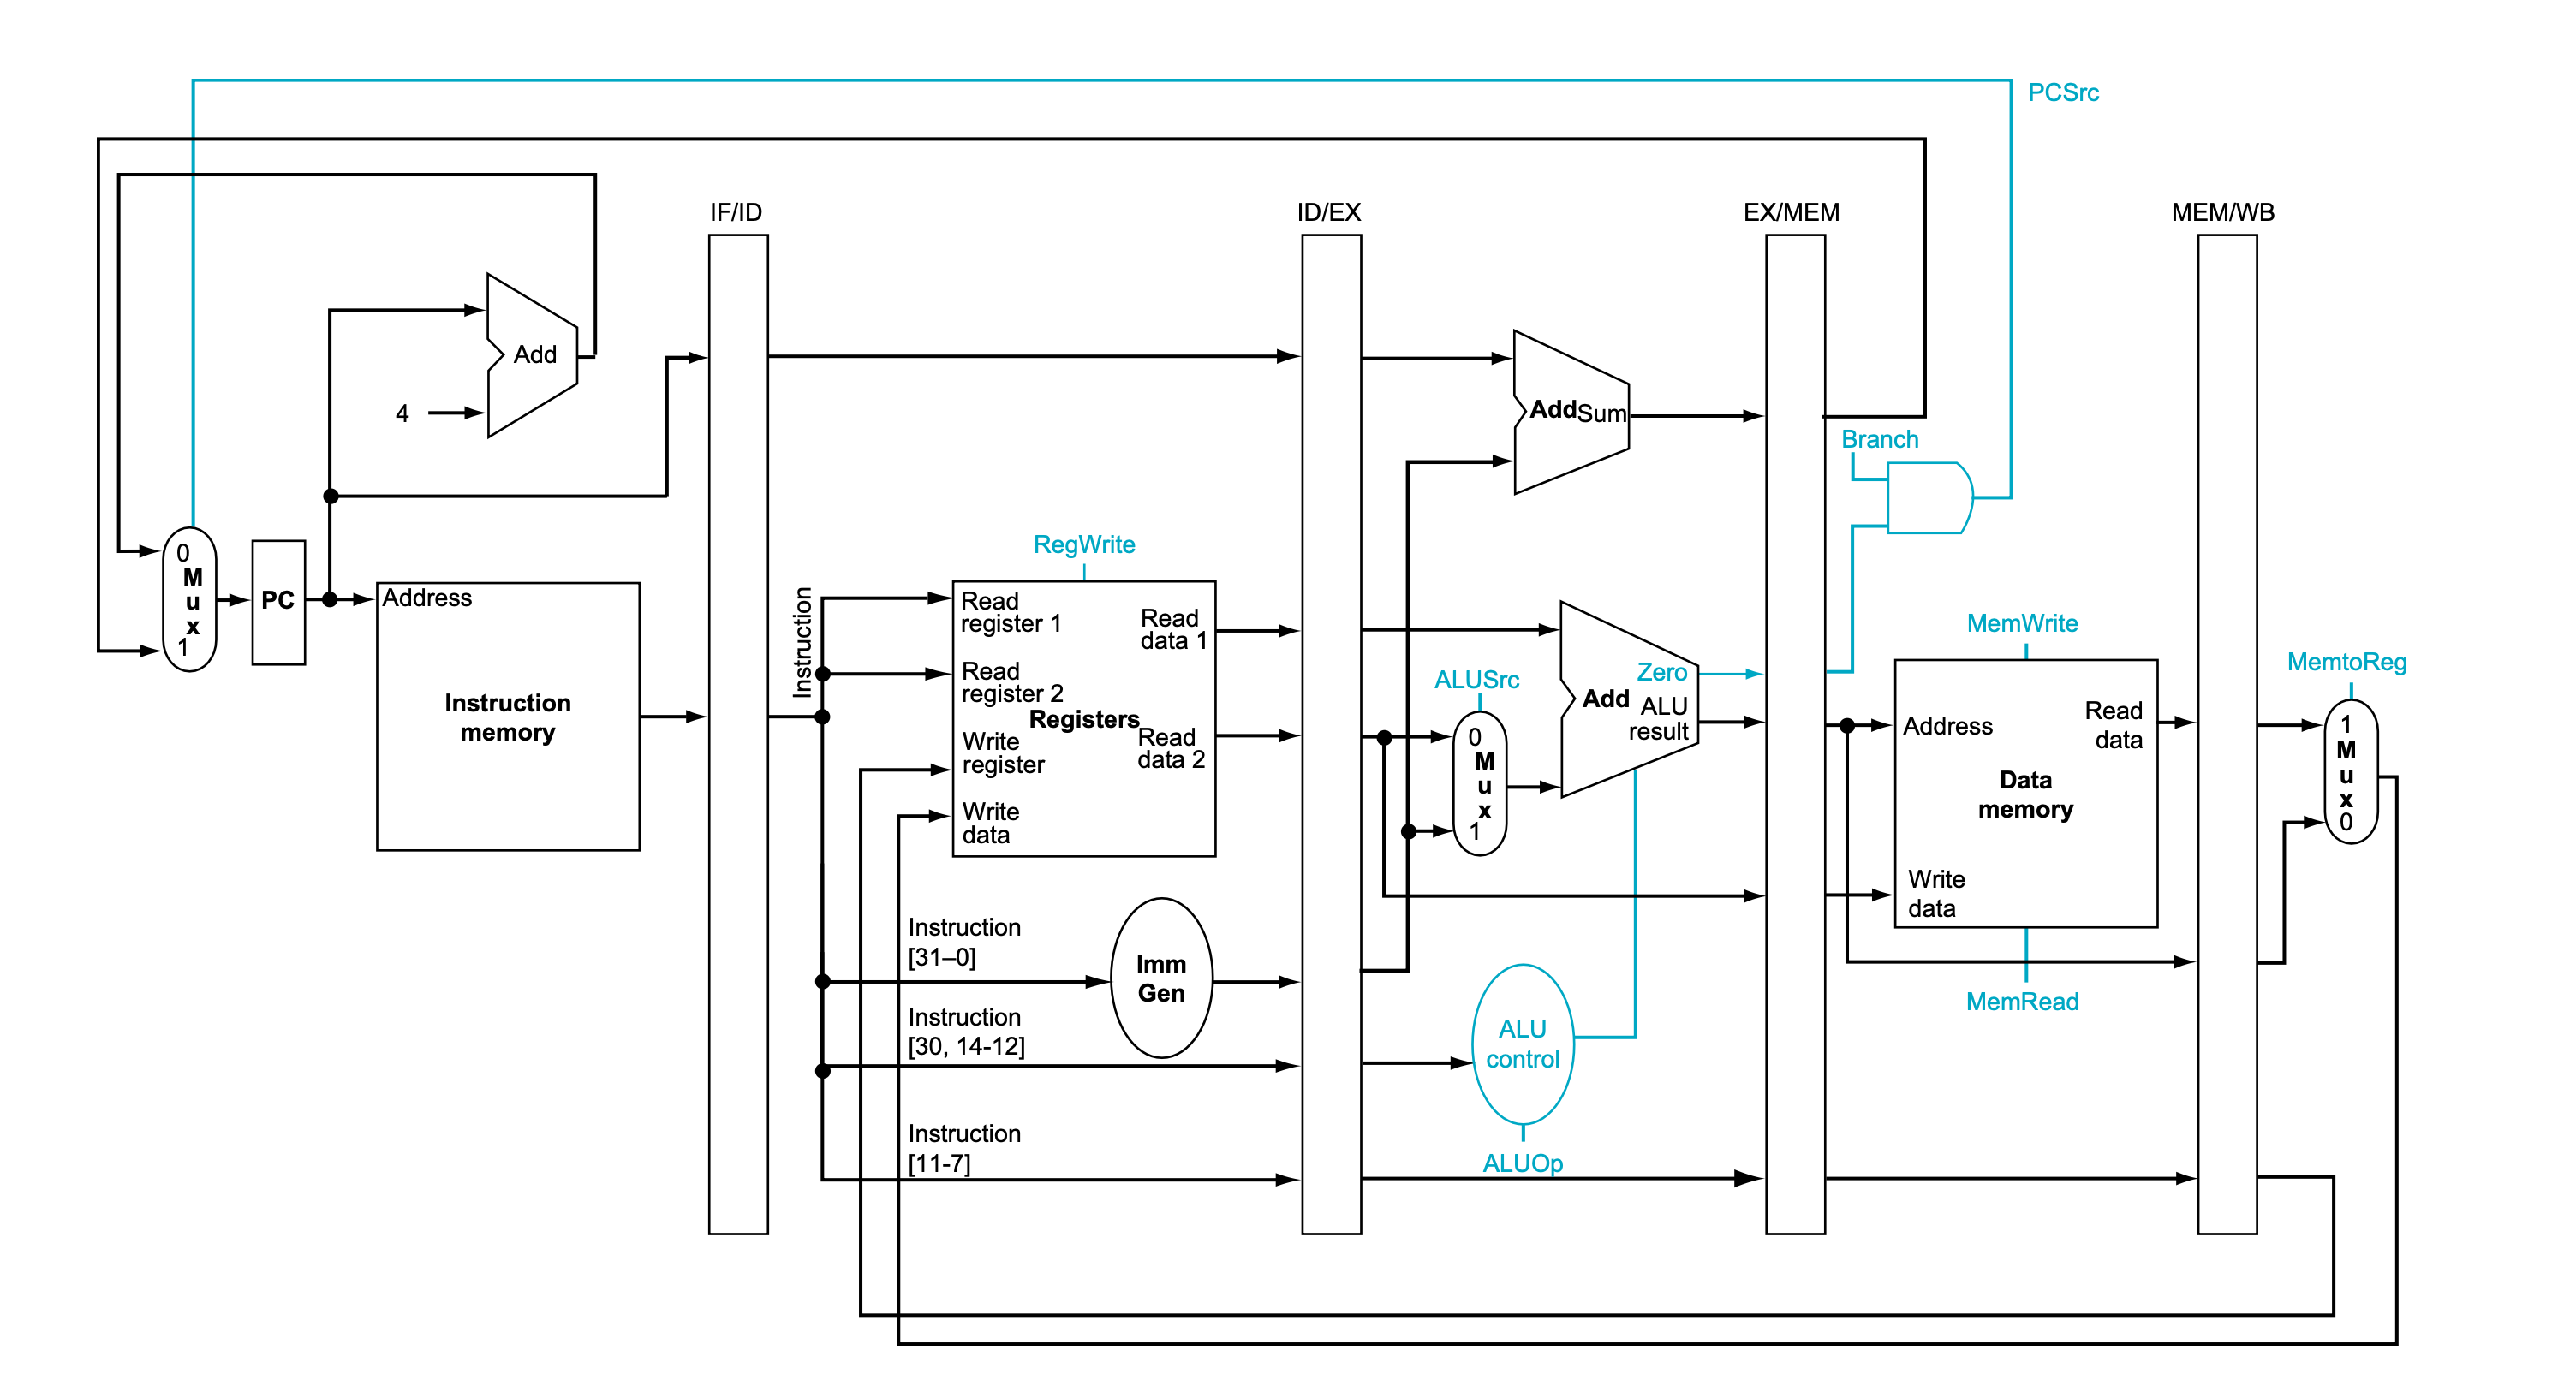 PCSrc
IF/ID
ID/EX
EX/MEM
MEM/WB
Add
4
Add Sum
Branch
RegWrite
0
M
u
x
1
PC
Address
Instruction
memory
Instruction
Read
register 1
Read
register 2
Registers
Write
register
Write
data
Read
data 1
Read
data 2
ALUSrc
0
M
u
x
1
Zero
Add
ALU
result
MemWrite
Address
Read
data
Data
memory
Write
data
MemRead
MemtoReg
1
M
u
x
0
Instruction
[31–0]
Imm
Gen
Instruction
[30, 14-12]
ALU
control
Instruction
[11-7]
ALUOp